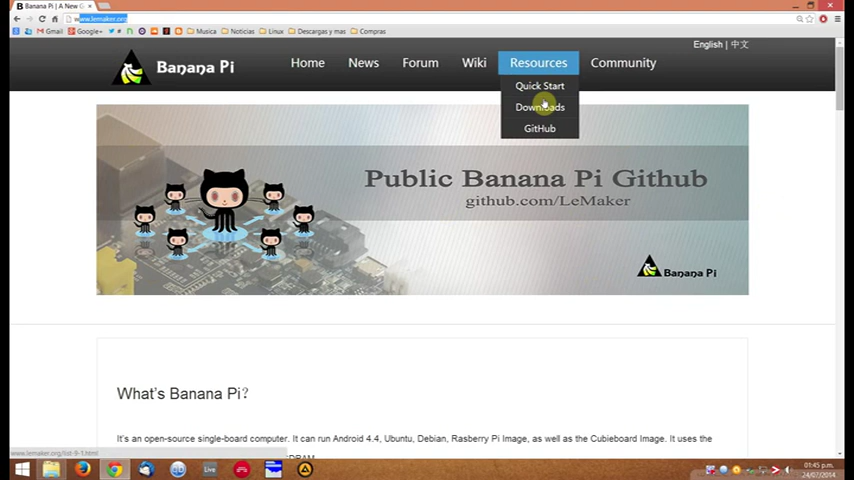 Banana Pi | A New G
www.lemaker.org
Gmail
Google+
Musica
Noticias
Linux
Descargas y mas
Compras
English | 中文
Banana Pi
Home
News
Forum
Wiki
Resources
Community
Quick Start
Downloads
GitHub
Public Banana Pi Github
github.com/LeMaker
Banana Pi
What's Banana Pi?
It's an open-source single-board computer. It can run Android 4.4, Ubuntu, Debian, Rasberry Pi Image, as well as the Cubieboard Image. It uses the
www.lemaker.org/list-9-1.html
Live
01:45 p.m.
24/07/2014